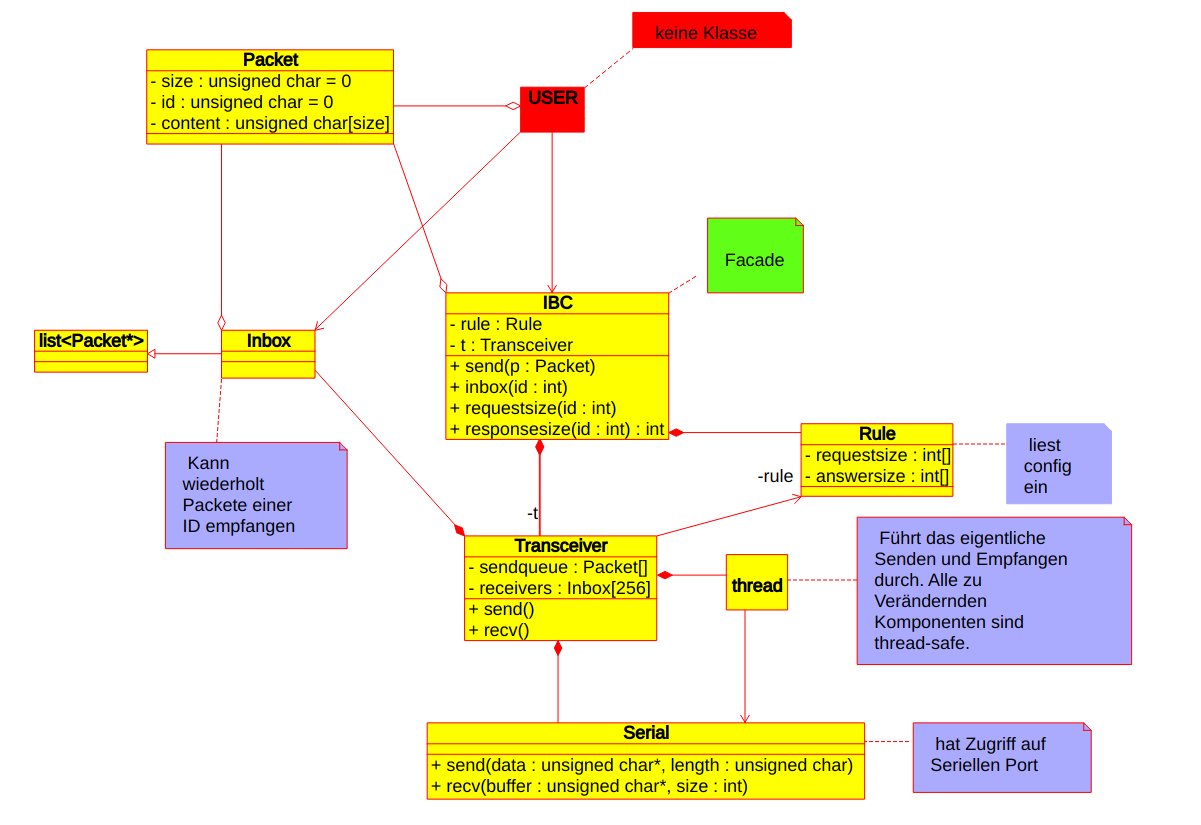 keine Klasse
Packet
- size : unsigned char = 0
- id : unsigned char = 0
- content : unsigned char[size]
USER
Facade
IBC
- rule : Rule
- t : Transceiver
+ send(p : Packet)
+ inbox(id : int)
+ requestsize(id : int)
+ responsesize(id : int) : int
list<Packet*>
Inbox
Kann
wiederholt
Packete einer
ID empfangen
Rule
- requestsize : int[]
- answersize : int[]
liest
config
ein
-rule
-t
Transceiver
- sendqueue : Packet[]
- receivers : Inbox[256]
+ send()
+ recv()
thread
Führt das eigentliche
Senden und Empfangen
durch. Alle zu
Verändernden
Komponenten sind
thread-safe.
Serial
+ send(data : unsigned char*, length : unsigned char)
+ recv(buffer : unsigned char*, size : int)
hat Zugriff auf
Seriellen Port